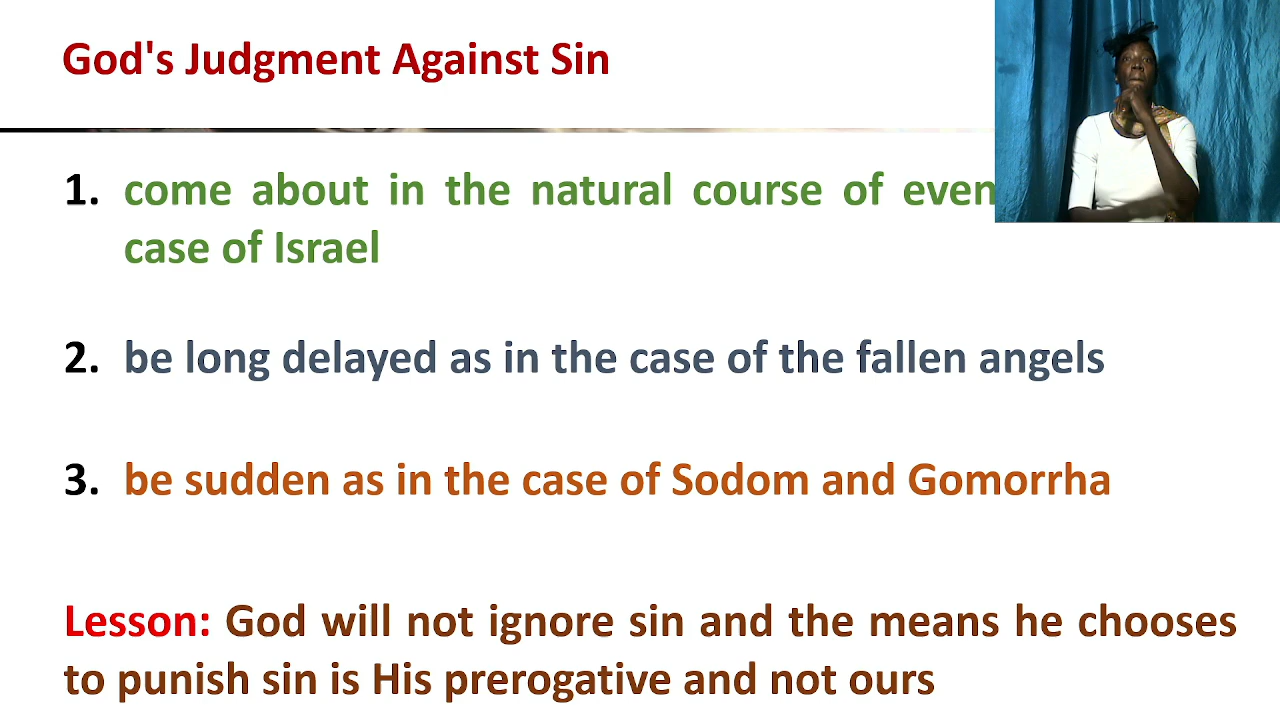 God's Judgment Against Sin
1. come about in the natural course of even
case of Israel
2. be long delayed as in the case of the fallen angels
3. be sudden as in the case of Sodom and Gomorrha
Lesson: God will not ignore sin and the means he chooses
to punish sin is His prerogative and not ours